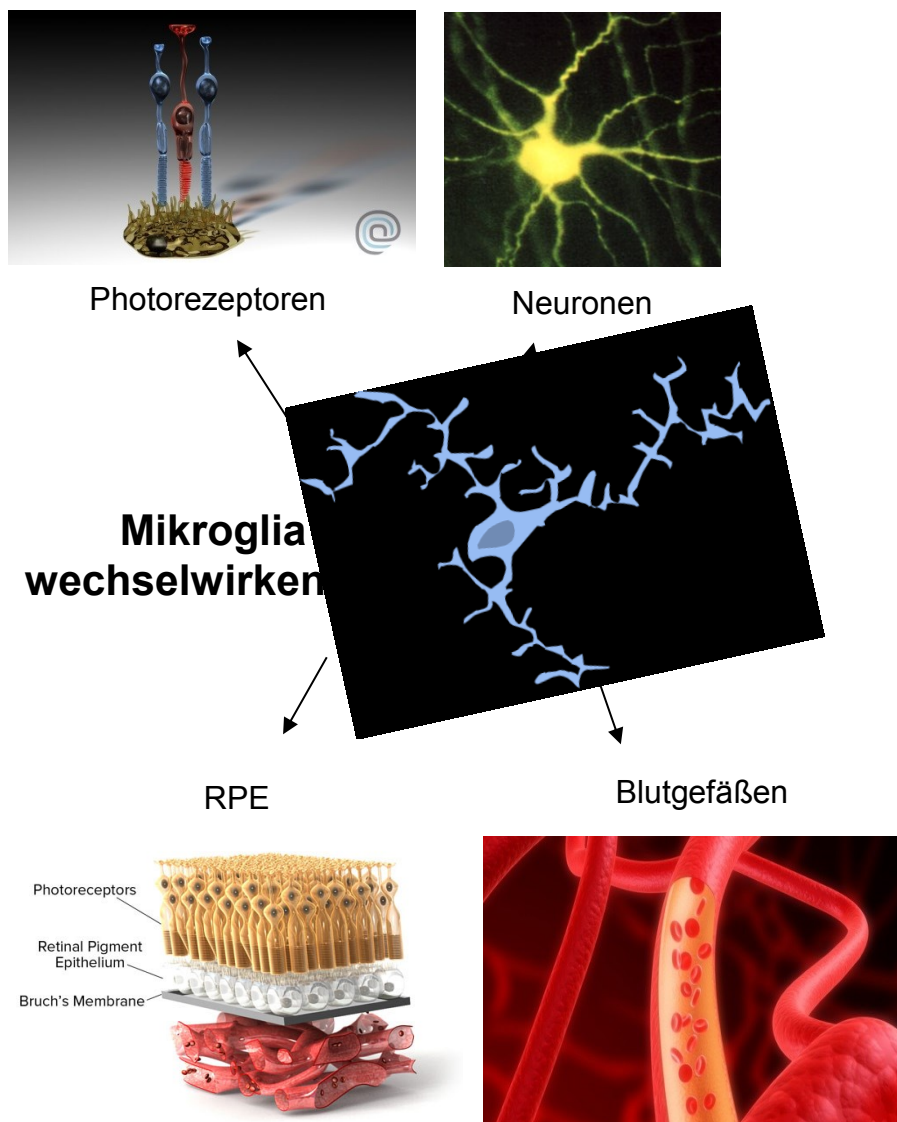 Photorezeptoren
Neuronen
Mikroglia
wechselwirken
RPE
Blutgefäßen
Photoreceptors
Retinal Pigment
Epithelium
Bruch's Membrane